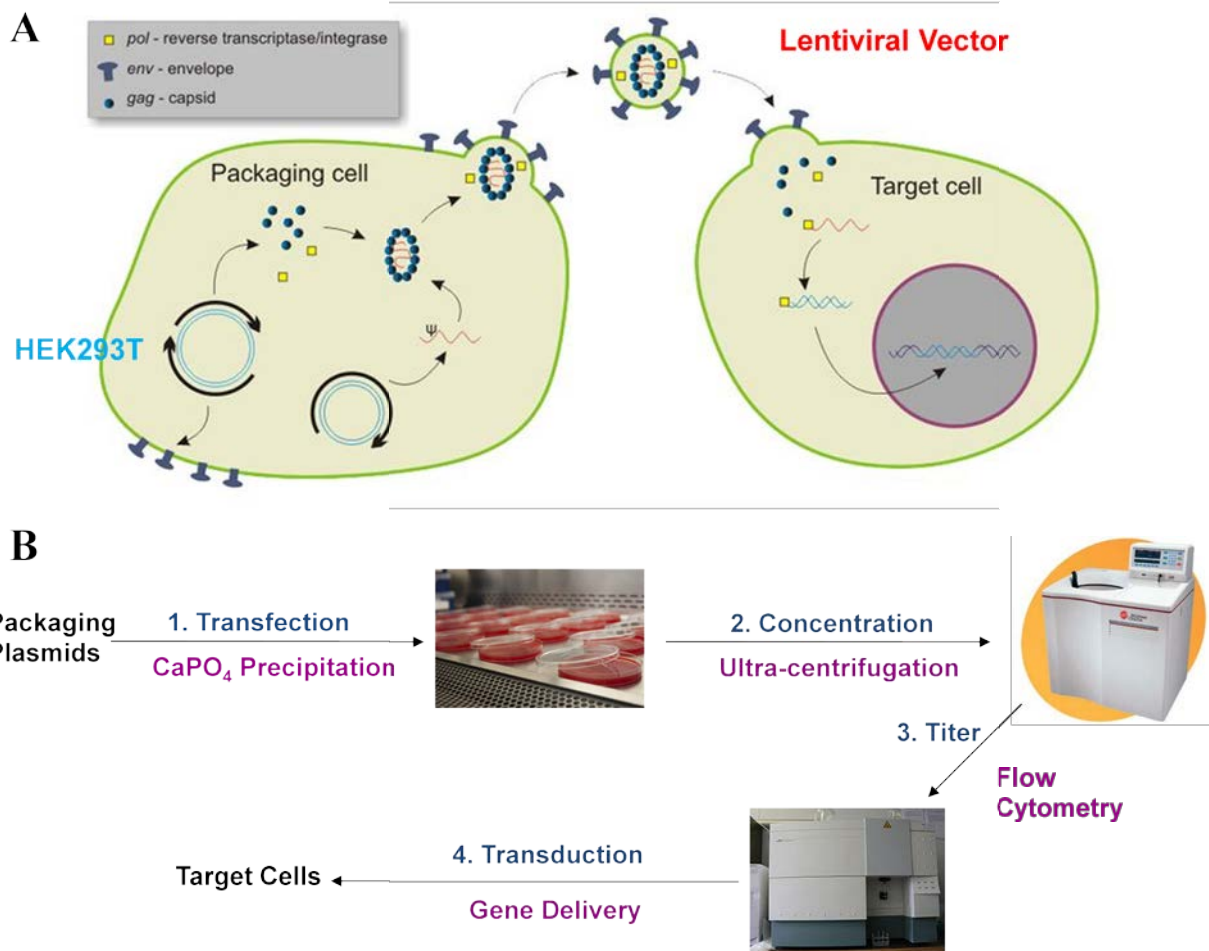 A
pol - reverse transcriptase/integrase
env - envelope
gag - capsid
Lentiviral Vector
Packaging cell
Target cell
Ψ
HEK293T
B
Packaging
Plasmids
1. Transfection
CaPO₄ Precipitation
2. Concentration
Ultra-centrifugation
3. Titer
Flow
Cytometry
4. Transduction
Gene Delivery
Target Cells